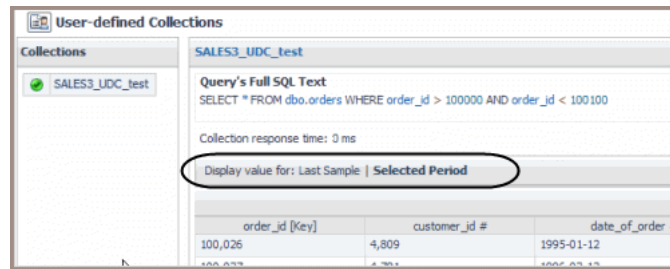 User-defined Collections
Collections
SALES3_UDC_test
SALES3_UDC_test
Query's Full SQL Text
SELECT * FROM dbo.orders WHERE order_id > 100000 AND order_id < 100100
Collection response time: 0 ms
Display value for: Last Sample | Selected Period
order_id [Key] customer_id # date_of_order
100,026 4,809 1995-01-12